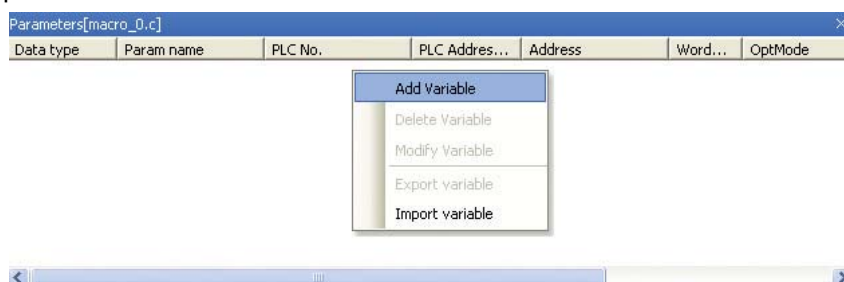 Parameters[macro_0.c]
Data type Param name PLC No. PLC Addres... Address Word... OptMode
Add Variable
Delete Variable
Modify Variable
Export variable
Import variable